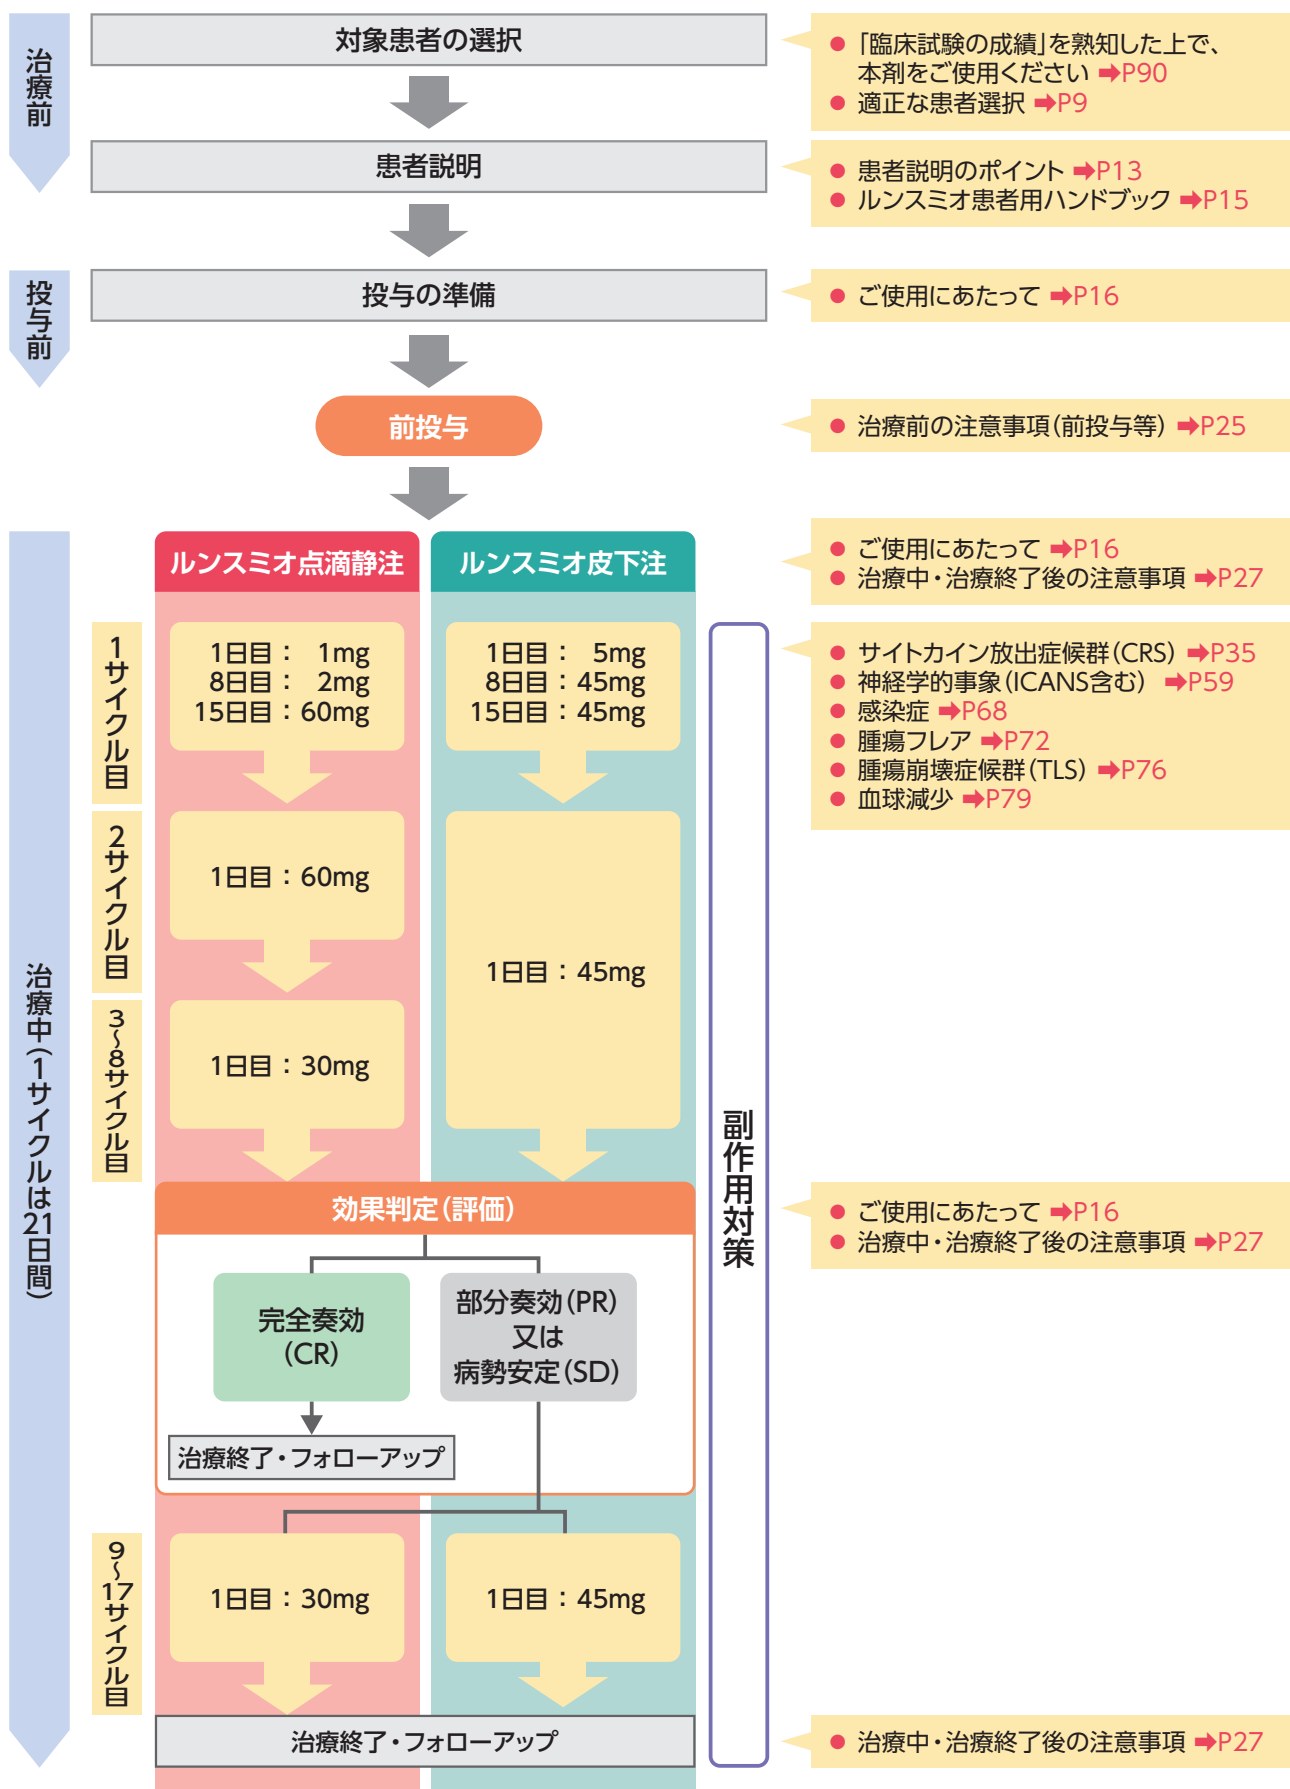 治療前
対象患者の選択
● 「臨床試験の成績」を熟知した上で、
本剤をご使用ください ➡P90
● 適正な患者選択 ➡P9
患者説明
● 患者説明のポイント ➡P13
● ルンスミオ患者用ハンドブック ➡P15
投与前
投与の準備
● ご使用にあたって ➡P16
前投与
● 治療前の注意事項(前投与等) ➡P25
治療中(1サイクルは21日間)
ルンスミオ点滴静注
ルンスミオ皮下注
● ご使用にあたって ➡P16
● 治療中・治療終了後の注意事項 ➡P27
1サイクル目
1日目: 1mg
8日目: 2mg
15日目:60mg
1日目: 5mg
8日目:45mg
15日目:45mg
副作用対策
● サイトカイン放出症候群(CRS) ➡P35
● 神経学的事象(ICANS含む) ➡P59
● 感染症 ➡P68
● 腫瘍フレア ➡P72
● 腫瘍崩壊症候群(TLS) ➡P76
● 血球減少 ➡P79
2サイクル目
1日目:60mg
1日目:45mg
3~8サイクル目
1日目:30mg
効果判定(評価)
● ご使用にあたって ➡P16
● 治療中・治療終了後の注意事項 ➡P27
完全奏効
(CR)
部分奏効(PR)
又は
病勢安定(SD)
治療終了・フォローアップ
9~17サイクル目
1日目:30mg
1日目:45mg
治療終了・フォローアップ
● 治療中・治療終了後の注意事項 ➡P27